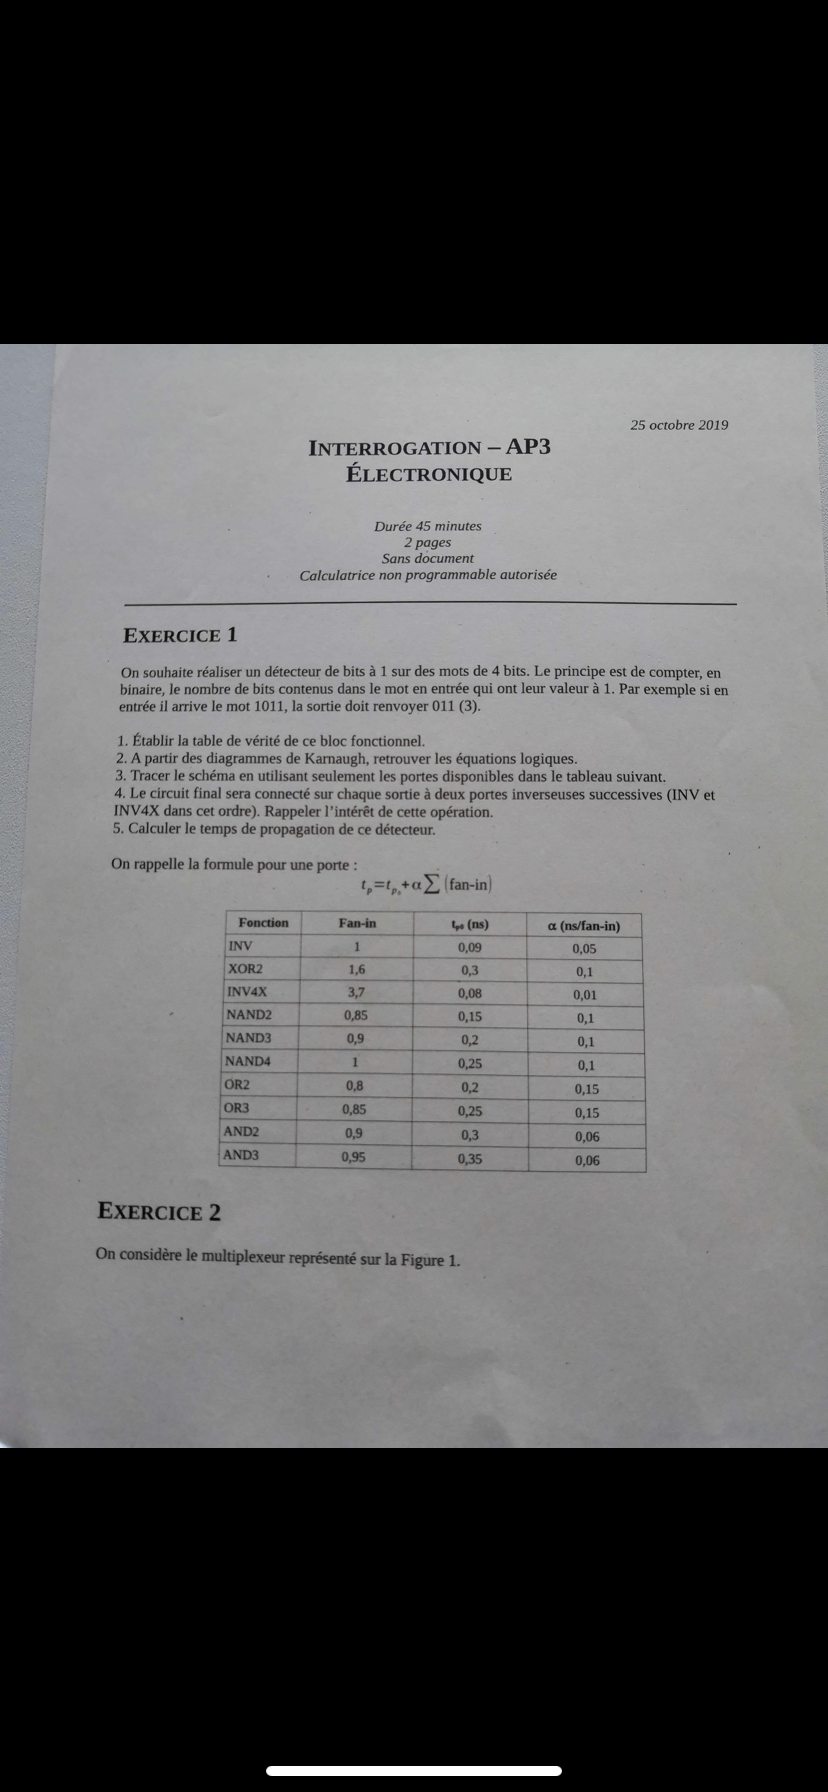 25 octobre 2019
INTERROGATION – AP3
ÉLECTRONIQUE
Durée 45 minutes
2 pages
Sans document
Calculatrice non programmable autorisée
EXERCICE 1
On souhaite réaliser un détecteur de bits à 1 sur des mots de 4 bits. Le principe est de compter, en
binaire, le nombre de bits contenus dans le mot en entrée qui ont leur valeur à 1. Par exemple si en
entrée il arrive le mot 1011, la sortie doit renvoyer 011 (3).
1. Établir la table de vérité de ce bloc fonctionnel.
2. A partir des diagrammes de Karnaugh, retrouver les équations logiques.
3. Tracer le schéma en utilisant seulement les portes disponibles dans le tableau suivant.
4. Le circuit final sera connecté sur chaque sortie à deux portes inverseuses successives (INV et
INV4X dans cet ordre). Rappeler l'intérêt de cette opération.
5. Calculer le temps de propagation de ce détecteur.
On rappelle la formule pour une porte :
tₚ=tₚ₀+α∑(fan-in)
Fonction Fan-in tp0 (ns) α (ns/fan-in)
INV 1 0,09 0,05
XOR2 1,6 0,3 0,1
INV4X 3,7 0,08 0,01
NAND2 0,85 0,15 0,1
NAND3 0,9 0,2 0,1
NAND4 1 0,25 0,1
OR2 0,8 0,2 0,15
OR3 0,85 0,25 0,15
AND2 0,9 0,3 0,06
AND3 0,95 0,35 0,06
EXERCICE 2
On considère le multiplexeur représenté sur la Figure 1.